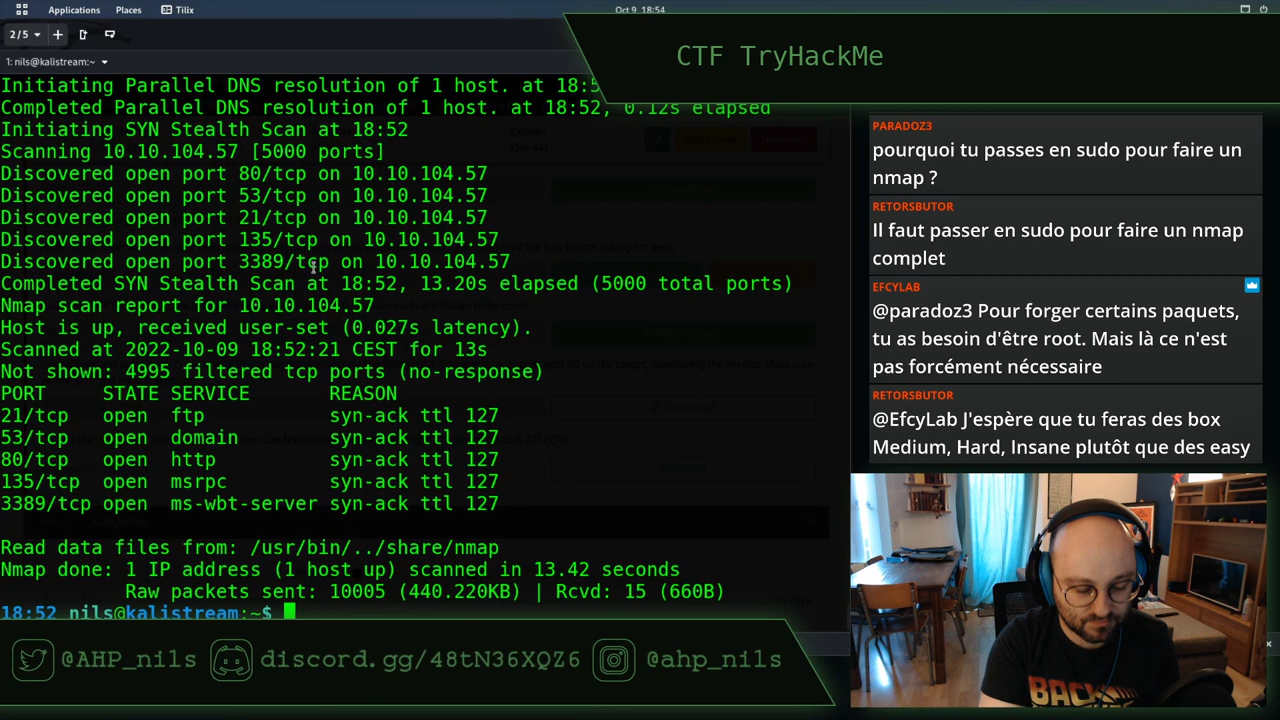 Applications Places Tilix Oct 9 18:54
2/5
1: nils@kalistream:~
CTF TryHackMe
Initiating Parallel DNS resolution of 1 host. at 18:5
Completed Parallel DNS resolution of 1 host. at 18:52, 0.12s elapsed
Initiating SYN Stealth Scan at 18:52
Scanning 10.10.104.57 [5000 ports]
Discovered open port 80/tcp on 10.10.104.57
Discovered open port 53/tcp on 10.10.104.57
Discovered open port 21/tcp on 10.10.104.57
Discovered open port 135/tcp on 10.10.104.57
Discovered open port 3389/tcp on 10.10.104.57
Completed SYN Stealth Scan at 18:52, 13.20s elapsed (5000 total ports)
Nmap scan report for 10.10.104.57
Host is up, received user-set (0.027s latency).
Scanned at 2022-10-09 18:52:21 CEST for 13s
Not shown: 4995 filtered tcp ports (no-response)
PORT STATE SERVICE REASON
21/tcp open ftp syn-ack ttl 127
53/tcp open domain syn-ack ttl 127
80/tcp open http syn-ack ttl 127
135/tcp open msrpc syn-ack ttl 127
3389/tcp open ms-wbt-server syn-ack ttl 127
Read data files from: /usr/bin/../share/nmap
Nmap done: 1 IP address (1 host up) scanned in 13.42 seconds
Raw packets sent: 10005 (440.220KB) | Rcvd: 15 (660B)
18:52 nils@kalistream:~$
PARADOZ3
pourquoi tu passes en sudo pour faire un
nmap ?
RETORSBUTOR
Il faut passer en sudo pour faire un nmap
complet
EFCYLAB
@paradoz3 Pour forger certains paquets,
tu as besoin d'être root. Mais là ce n'est
pas forcément nécessaire
RETORSBUTOR
@EfcyLab J'espère que tu feras des box
Medium, Hard, Insane plutôt que des easy
BACK
@AHP_nils discord.gg/48tN36XQZ6 @ahp_nils